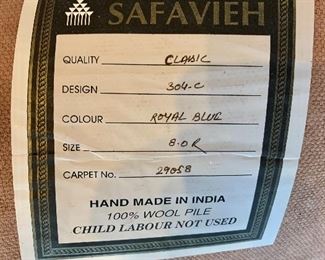 SAFAVIEH
QUALITY CLASIC
DESIGN 304-C
COLOUR ROYAL BLUE
SIZE 8.0 R
CARPET No. 29058
HAND MADE IN INDIA
100% WOOL PILE
CHILD LABOUR NOT USED